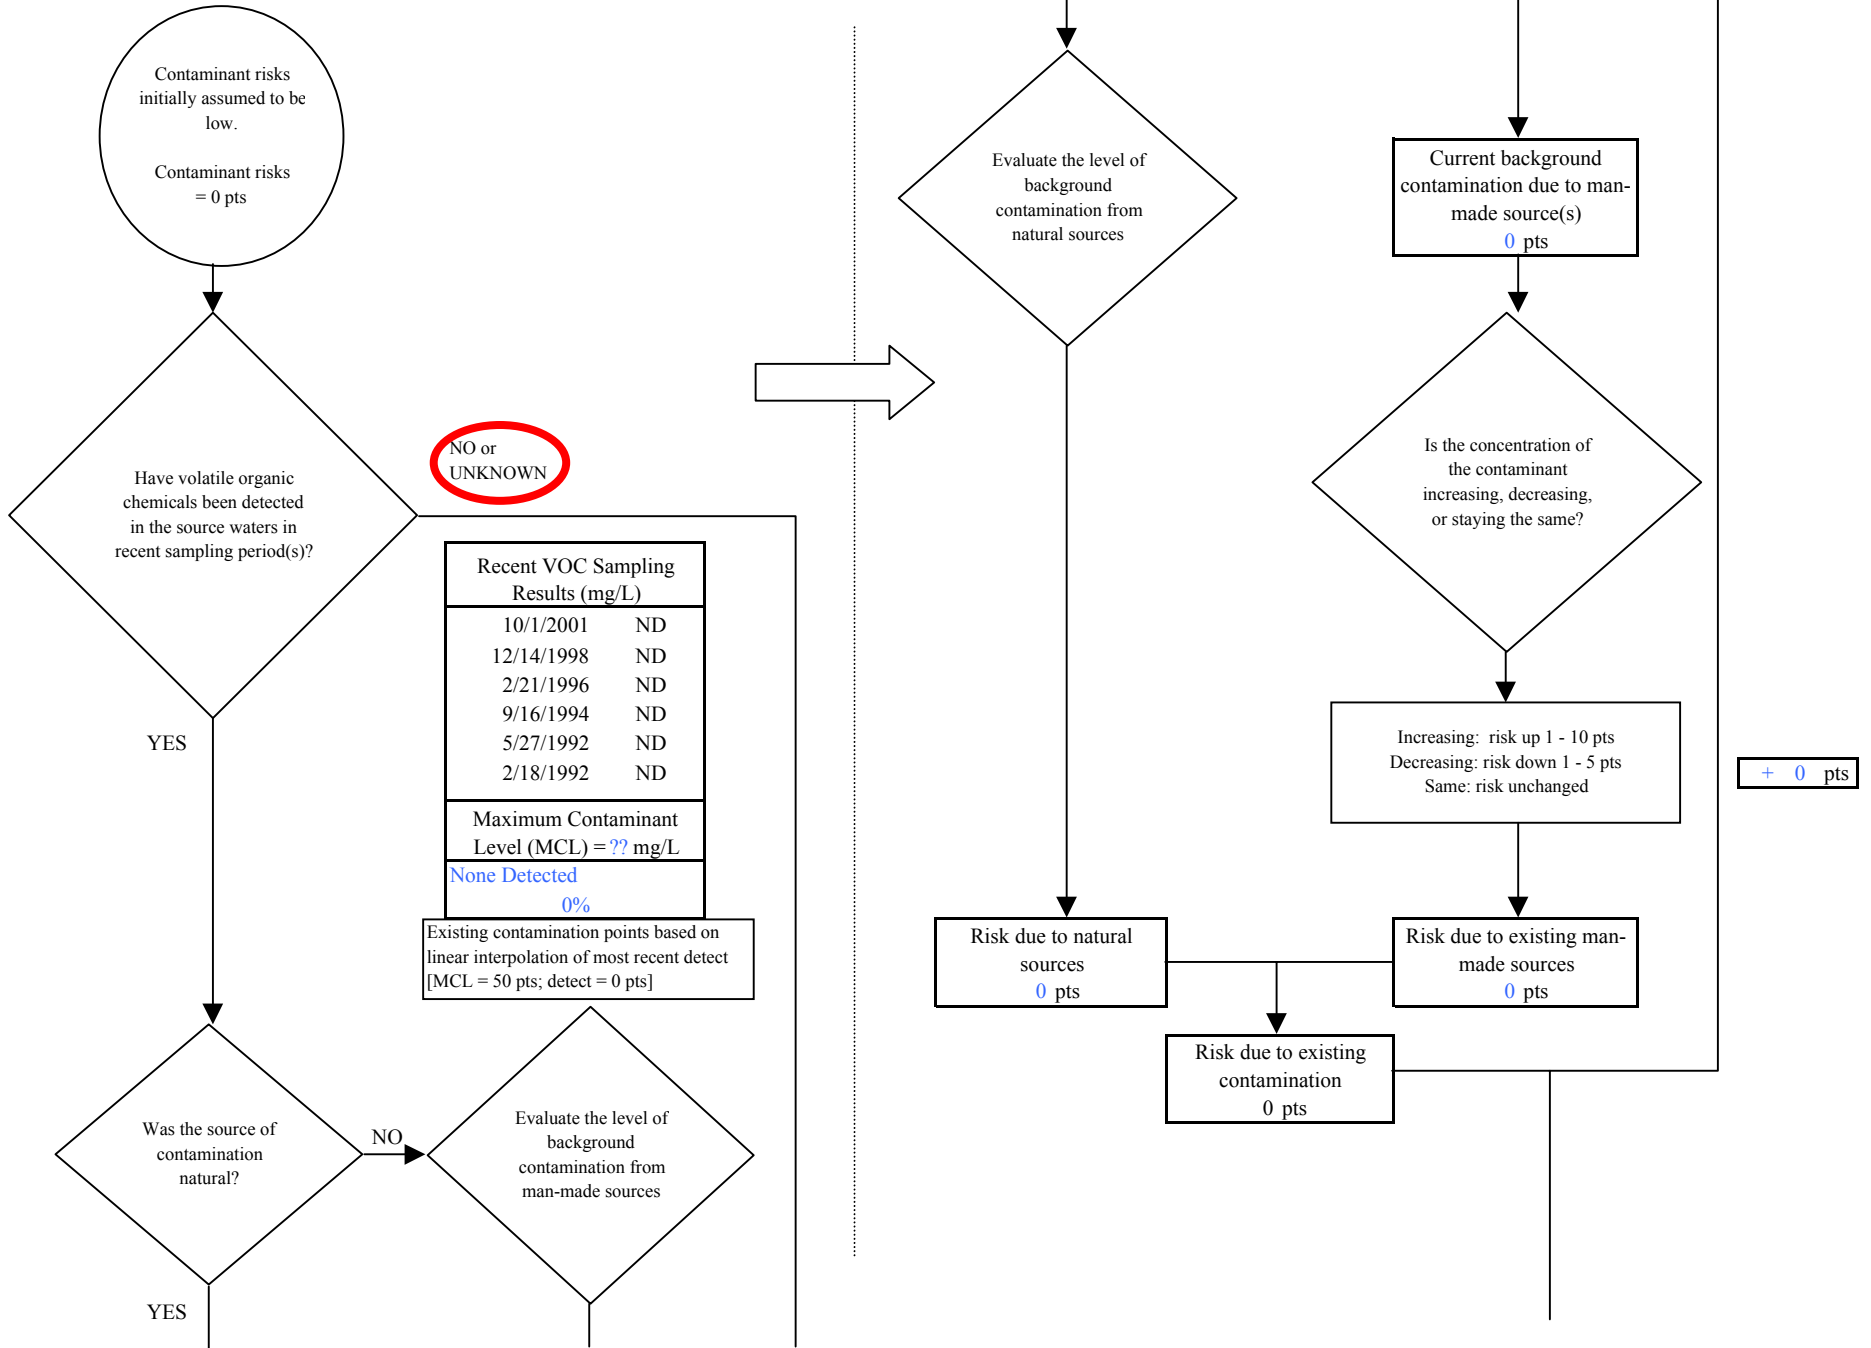 Contaminant risks
initially assumed to be
low.
Contaminant risks
= 0 pts
Have volatile organic
chemicals been detected
in the source waters in
recent sampling period(s)?
NO or
UNKNOWN
YES
Recent VOC Sampling
Results (mg/L)
10/1/2001 ND
12/14/1998 ND
2/21/1996 ND
9/16/1994 ND
5/27/1992 ND
2/18/1992 ND
Maximum Contaminant
Level (MCL) = ?? mg/L
None Detected
0%
Existing contamination points based on
linear interpolation of most recent detect
[MCL = 50 pts; detect = 0 pts]
Was the source of
contamination
natural?
NO
YES
Evaluate the level of
background
contamination from
man-made sources
Evaluate the level of
background
contamination from
natural sources
Current background
contamination due to man-
made source(s)
0 pts
Is the concentration of
the contaminant
increasing, decreasing,
or staying the same?
Increasing: risk up 1 - 10 pts
Decreasing: risk down 1 - 5 pts
Same: risk unchanged
+ 0 pts
Risk due to natural
sources
0 pts
Risk due to existing man-
made sources
0 pts
Risk due to existing
contamination
0 pts